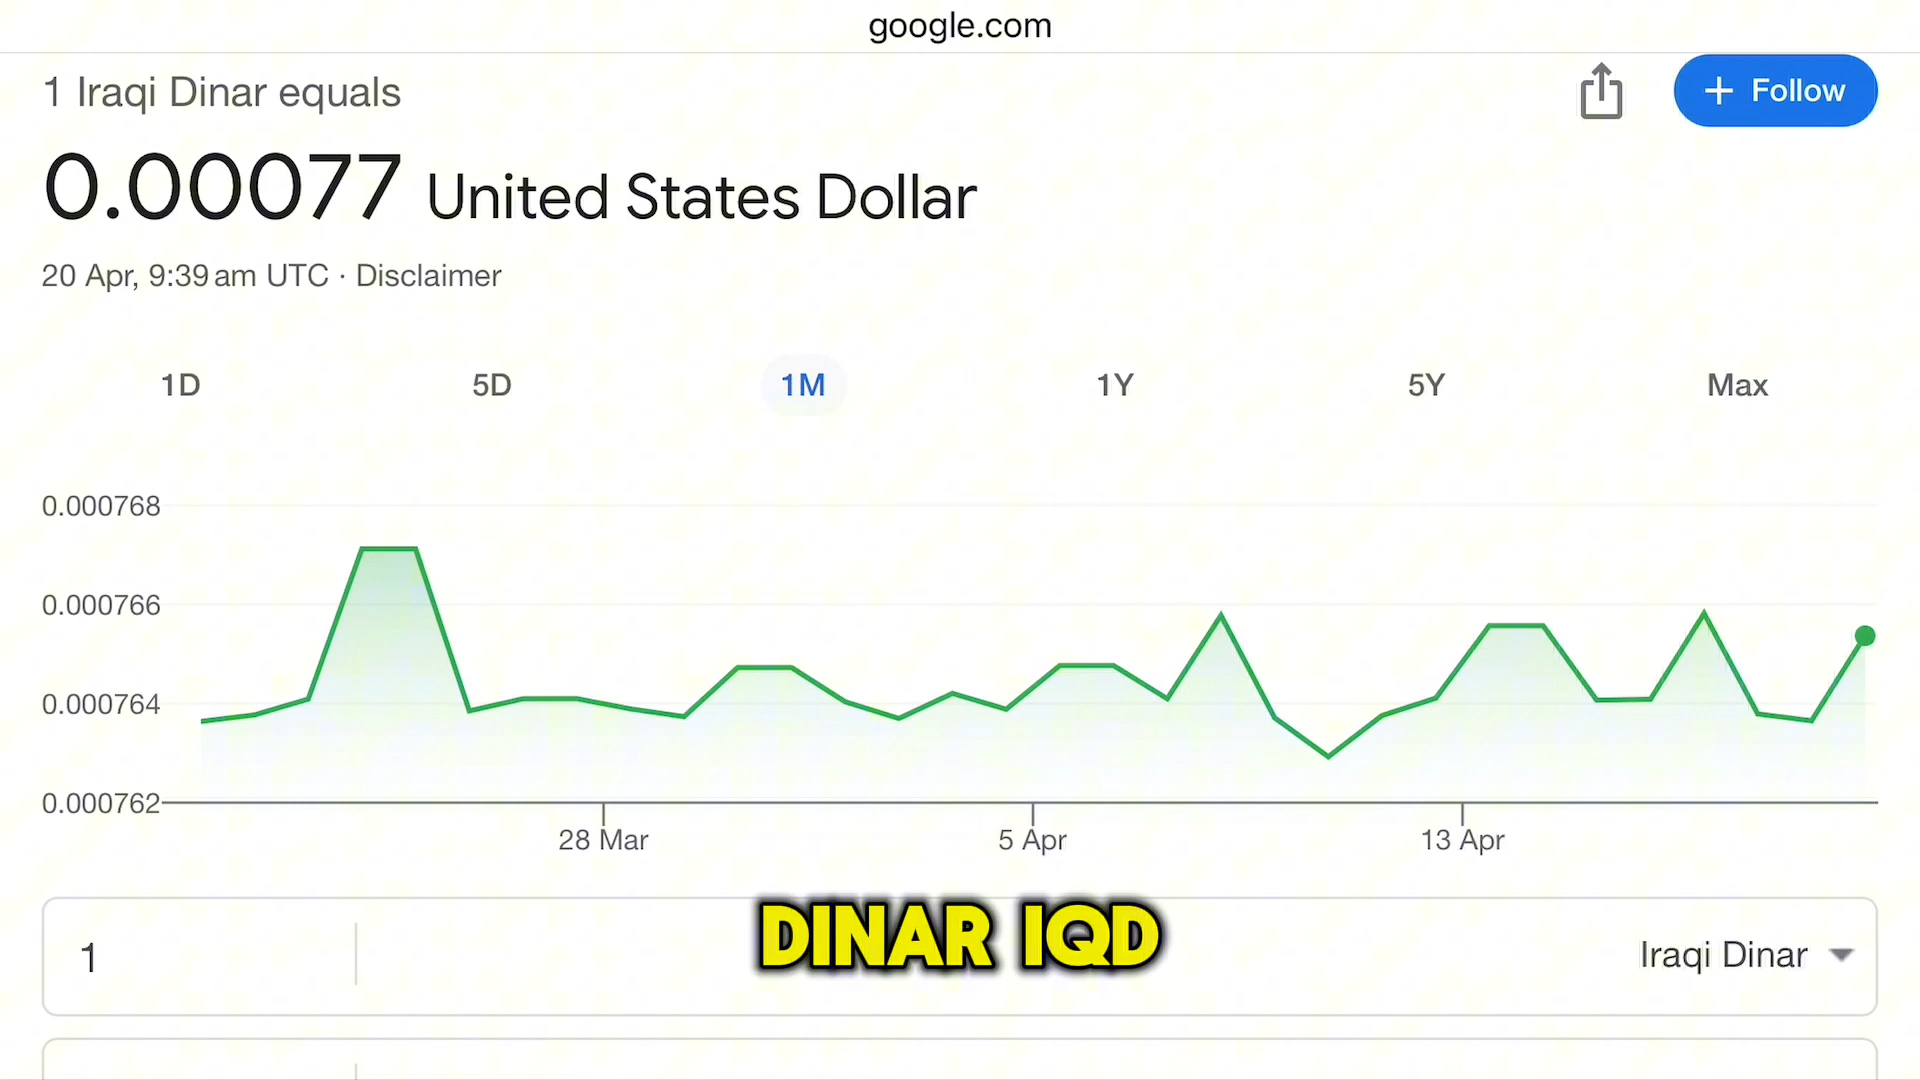 google.com
1 Iraqi Dinar equals
+ Follow
0.00077 United States Dollar
20 Apr, 9:39 am UTC · Disclaimer
1D 5D 1M 1Y 5Y Max
0.000768
0.000766
0.000764
0.000762
28 Mar 5 Apr 13 Apr
DINAR IQD
1 Iraqi Dinar